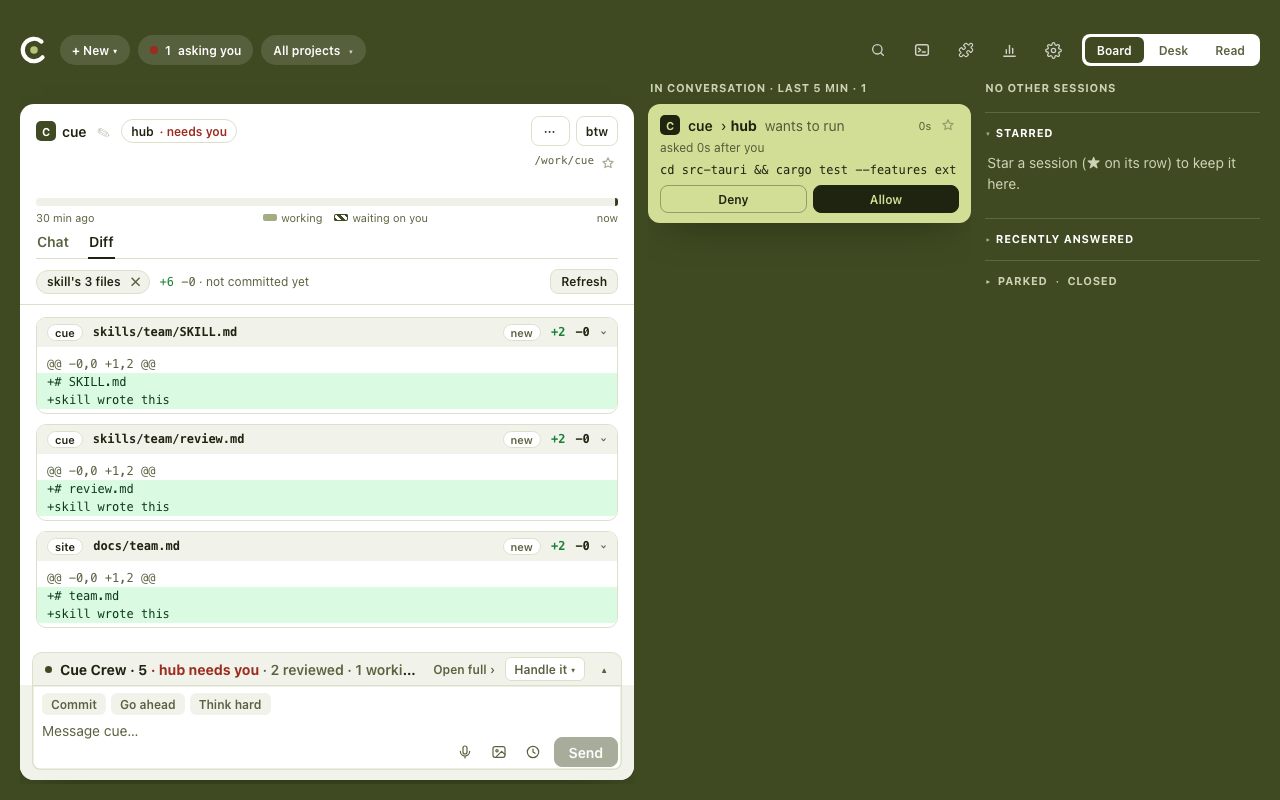 + New ▾
1 asking you
All projects ▾
Board
Desk
Read
C cue
hub · needs you
···
btw
/work/cue
30 min ago
working
waiting on you
now
Chat
Diff
skill's 3 files ✕
+6 −0 · not committed yet
Refresh
cue skills/team/SKILL.md new +2 −0
@@ −0,0 +1,2 @@
+# SKILL.md
+skill wrote this
cue skills/team/review.md new +2 −0
@@ −0,0 +1,2 @@
+# review.md
+skill wrote this
site docs/team.md new +2 −0
@@ −0,0 +1,2 @@
+# team.md
+skill wrote this
Cue Crew · 5 · hub needs you · 2 reviewed · 1 worki...
Open full ›
Handle it ▾
Commit
Go ahead
Think hard
Message cue…
Send
IN CONVERSATION · LAST 5 MIN · 1
C cue › hub wants to run 0s
asked 0s after you
cd src-tauri && cargo test --features ext
Deny
Allow
NO OTHER SESSIONS
STARRED
Star a session (★ on its row) to keep it
here.
RECENTLY ANSWERED
PARKED · CLOSED